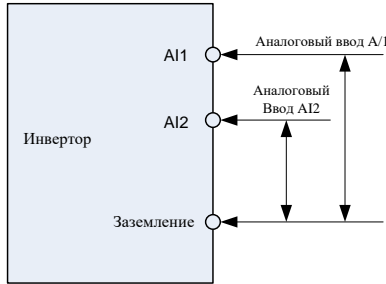 AI1
Аналоговый ввод А/1
Аналоговый
Ввод AI2
AI2
Инвертор
Заземление